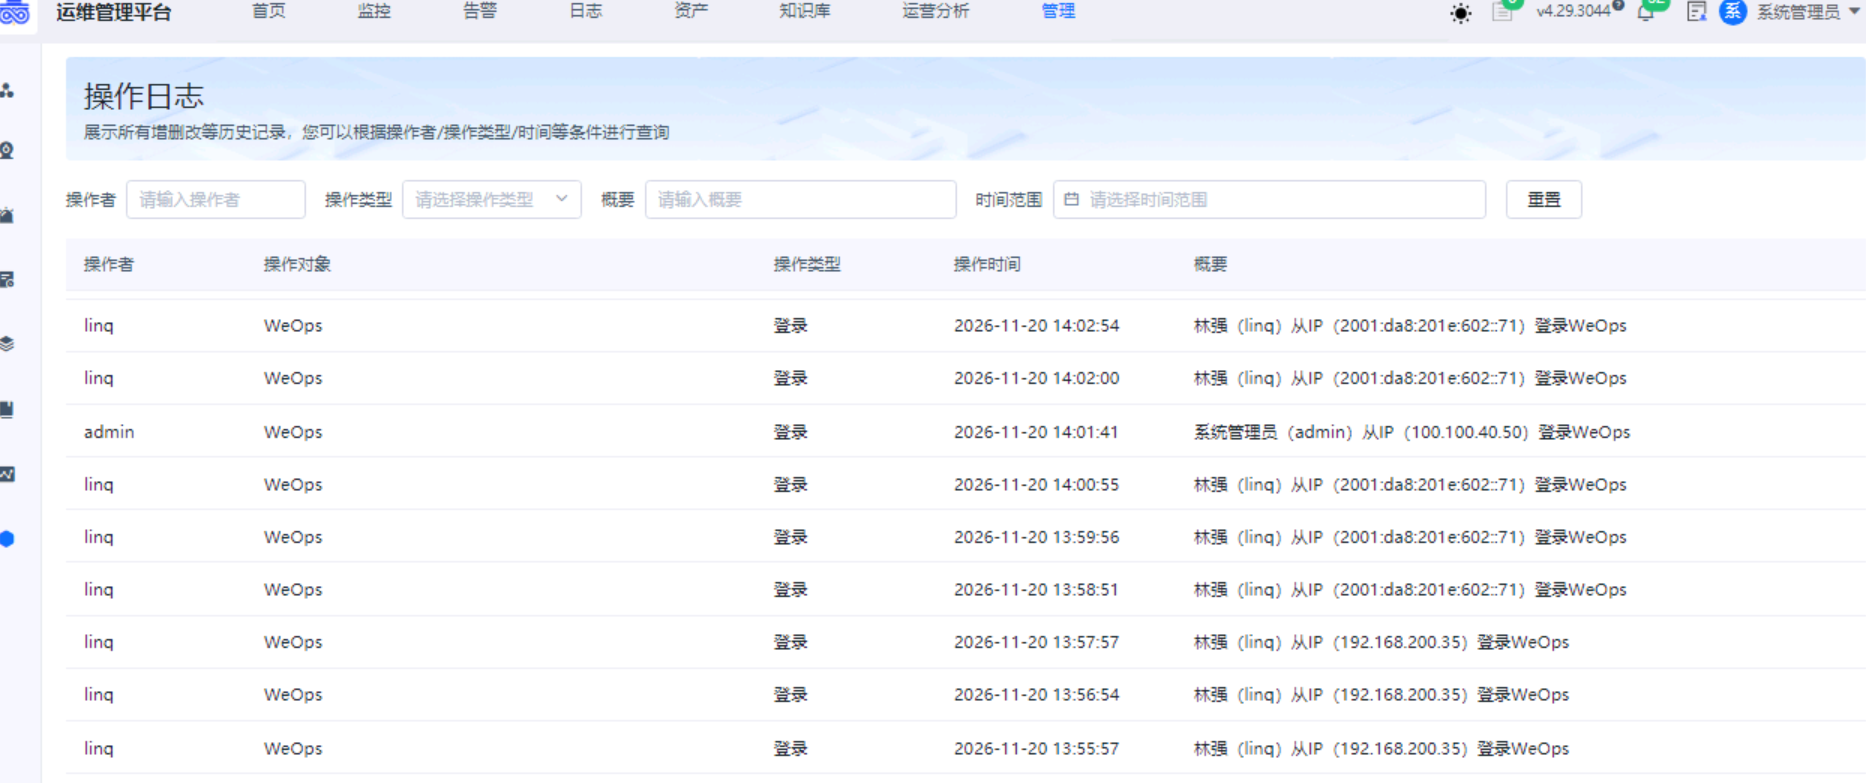 运维管理平台 首页 监控 告警 日志 资产 知识库 运营分析 管理 v4.29.3044 系 系统管理员
操作日志
展示所有增删改等历史记录，您可以根据操作者/操作类型/时间等条件进行查询
操作者 请输入操作者 操作类型 请选择操作类型 概要 请输入概要 时间范围 请选择时间范围 重置
操作者 操作对象 操作类型 操作时间 概要
linq WeOps 登录 2026-11-20 14:02:54 林强（linq）从IP（2001:da8:201e:602::71）登录WeOps
linq WeOps 登录 2026-11-20 14:02:00 林强（linq）从IP（2001:da8:201e:602::71）登录WeOps
admin WeOps 登录 2026-11-20 14:01:41 系统管理员（admin）从IP（100.100.40.50）登录WeOps
linq WeOps 登录 2026-11-20 14:00:55 林强（linq）从IP（2001:da8:201e:602::71）登录WeOps
linq WeOps 登录 2026-11-20 13:59:56 林强（linq）从IP（2001:da8:201e:602::71）登录WeOps
linq WeOps 登录 2026-11-20 13:58:51 林强（linq）从IP（2001:da8:201e:602::71）登录WeOps
linq WeOps 登录 2026-11-20 13:57:57 林强（linq）从IP（192.168.200.35）登录WeOps
linq WeOps 登录 2026-11-20 13:56:54 林强（linq）从IP（192.168.200.35）登录WeOps
linq WeOps 登录 2026-11-20 13:55:57 林强（linq）从IP（192.168.200.35）登录WeOps